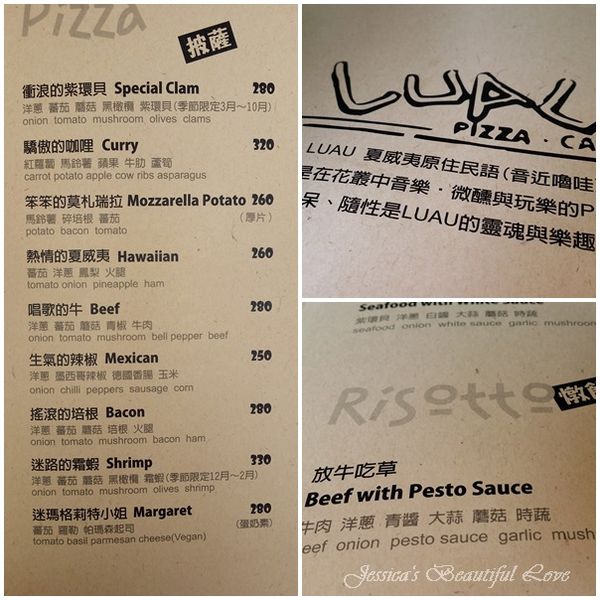 Pizza
披薩
衝浪的紫環貝 Special Clam 280
洋蔥 蕃茄 蘑菇 黑橄欖 紫環貝(季節限定3月~10月)
onion tomato mushroom olives clams
驕傲的咖哩 Curry 320
紅蘿蔔 馬鈴薯 蘋果 牛肋 蘆筍
carrot potato apple cow ribs asparagus
笨笨的莫札瑞拉 Mozzarella Potato 260
馬鈴薯 碎培根 蕃茄 (厚片)
potato bacon tomato
熱情的夏威夷 Hawaiian 260
蕃茄 洋蔥 鳳梨 火腿
tomato onion pineapple ham
唱歌的牛 Beef 280
洋蔥 蕃茄 蘑菇 青椒 牛肉
onion tomato mushroom bell pepper beef
生氣的辣椒 Mexican 250
洋蔥 墨西哥辣椒 德國香腸 玉米
onion chilli peppers sausage corn
搖滾的培根 Bacon 280
洋蔥 蕃茄 蘑菇 培根 火腿
onion tomato mushroom bacon ham
迷路的霜蝦 Shrimp 330
洋蔥 蕃茄 蘑菇 黑橄欖 霜蝦(季節限定12月~2月)
onion tomato mushroom olives shrimp
迷瑪格莉特小姐 Margaret 280
蕃茄 羅勒 帕瑪森起司 (蛋奶素)
tomato basil parmesan cheese(Vegan)
LUAU
PIZZA · CA
LUAU 夏威夷原住民語(音近嚕哇
是在花叢中音樂·微醺與玩樂的P
呆、隨性是LUAU的靈魂與樂趣
Seafood with White Sauce
紫環貝 洋蔥 白醬 大蒜 蘑菇 時蔬
seafood onion white sauce garlic mushroo
Risotto
燉飯
放牛吃草
Beef with Pesto Sauce
牛肉 洋蔥 青醬 大蒜 蘑菇 時蔬
beef onion pesto sauce garlic mush
Jessica's Beautiful Love